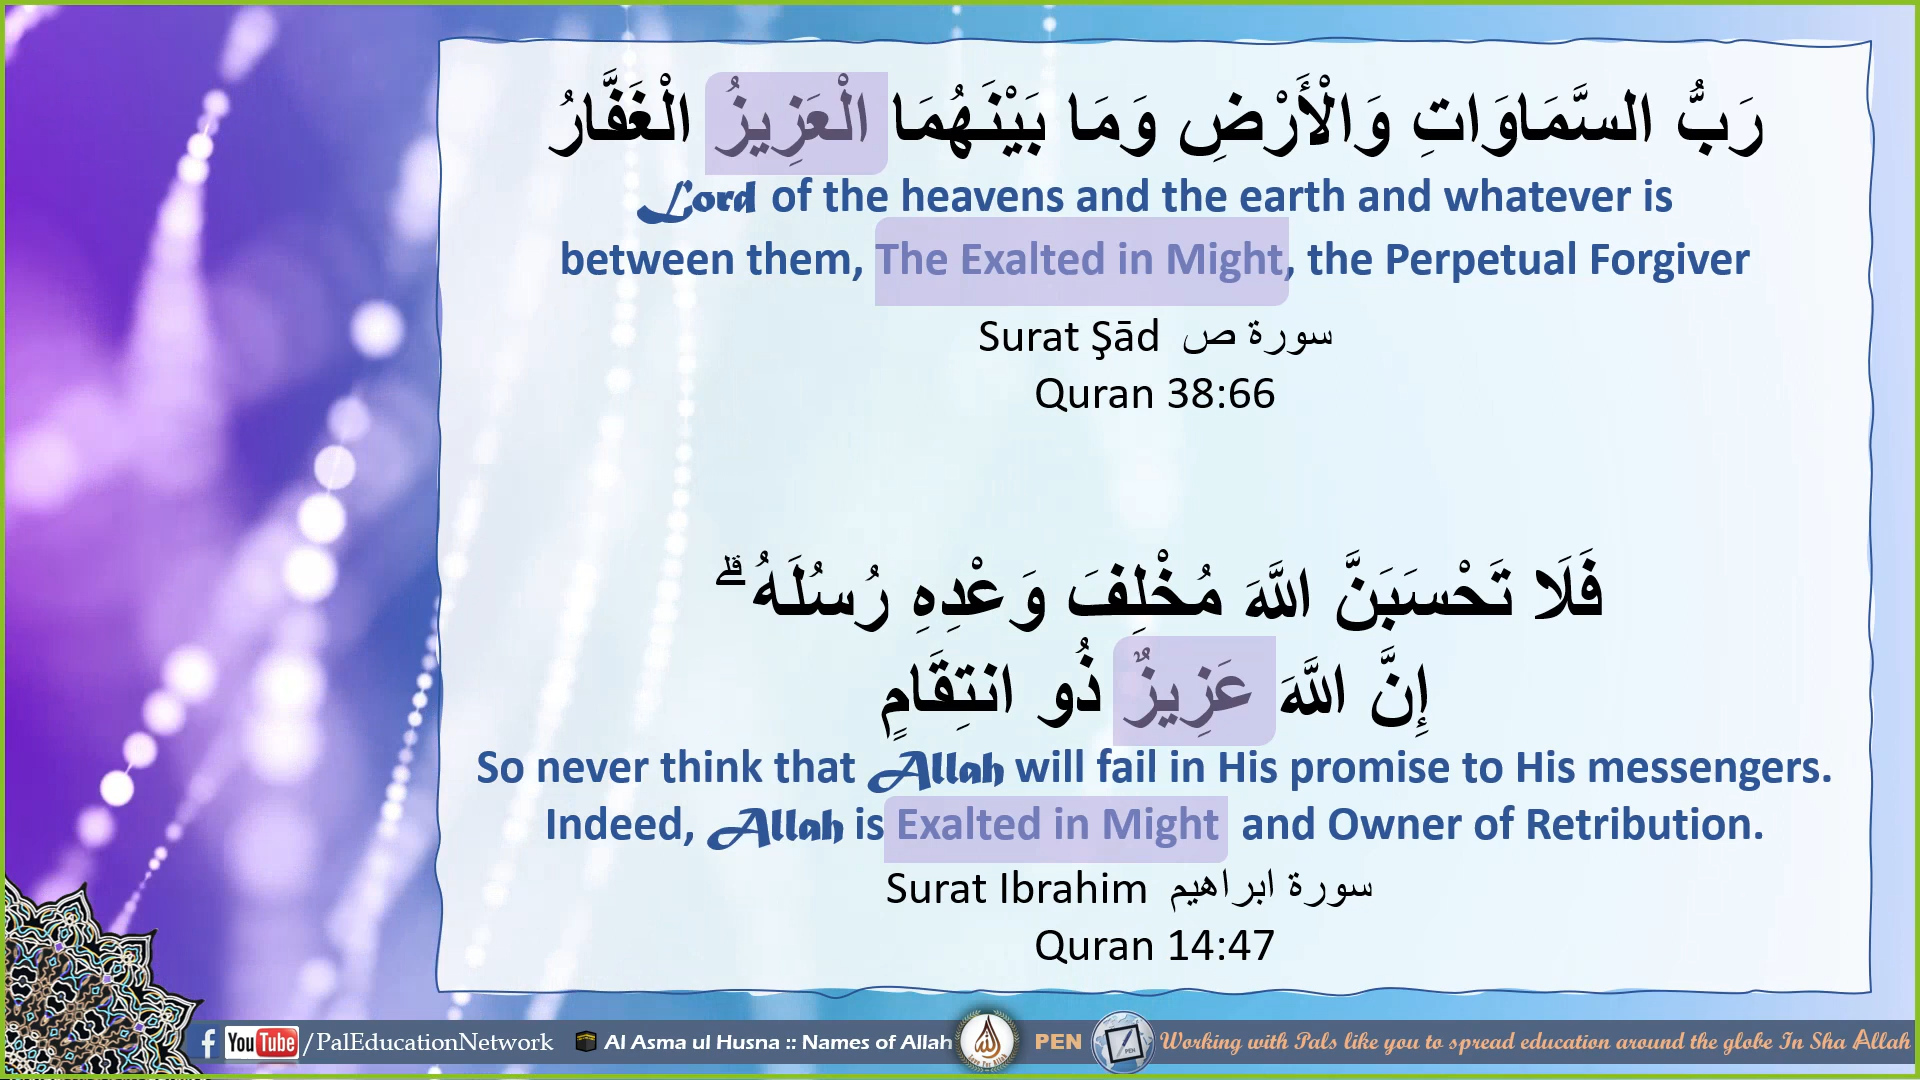 رَبُّ السَّمَاوَاتِ وَالْأَرْضِ وَمَا بَيْنَهُمَا الْعَزِيزُ الْغَفَّارُ
Lord of the heavens and the earth and whatever is
between them, The Exalted in Might, the Perpetual Forgiver
Surat Şād سورة ص
Quran 38:66
فَلَا تَحْسَبَنَّ اللَّهَ مُخْلِفَ وَعْدِهِ رُسُلَهُ ۗ
إِنَّ اللَّهَ عَزِيزٌ ذُو انتِقَامٍ
So never think that Allah will fail in His promise to His messengers.
Indeed, Allah is Exalted in Might and Owner of Retribution.
Surat Ibrahim سورة ابراهيم
Quran 14:47
f YouTube /PalEducationNetwork Al Asma ul Husna :: Names of Allah PEN Working with Pals like you to spread education around the globe In Sha Allah